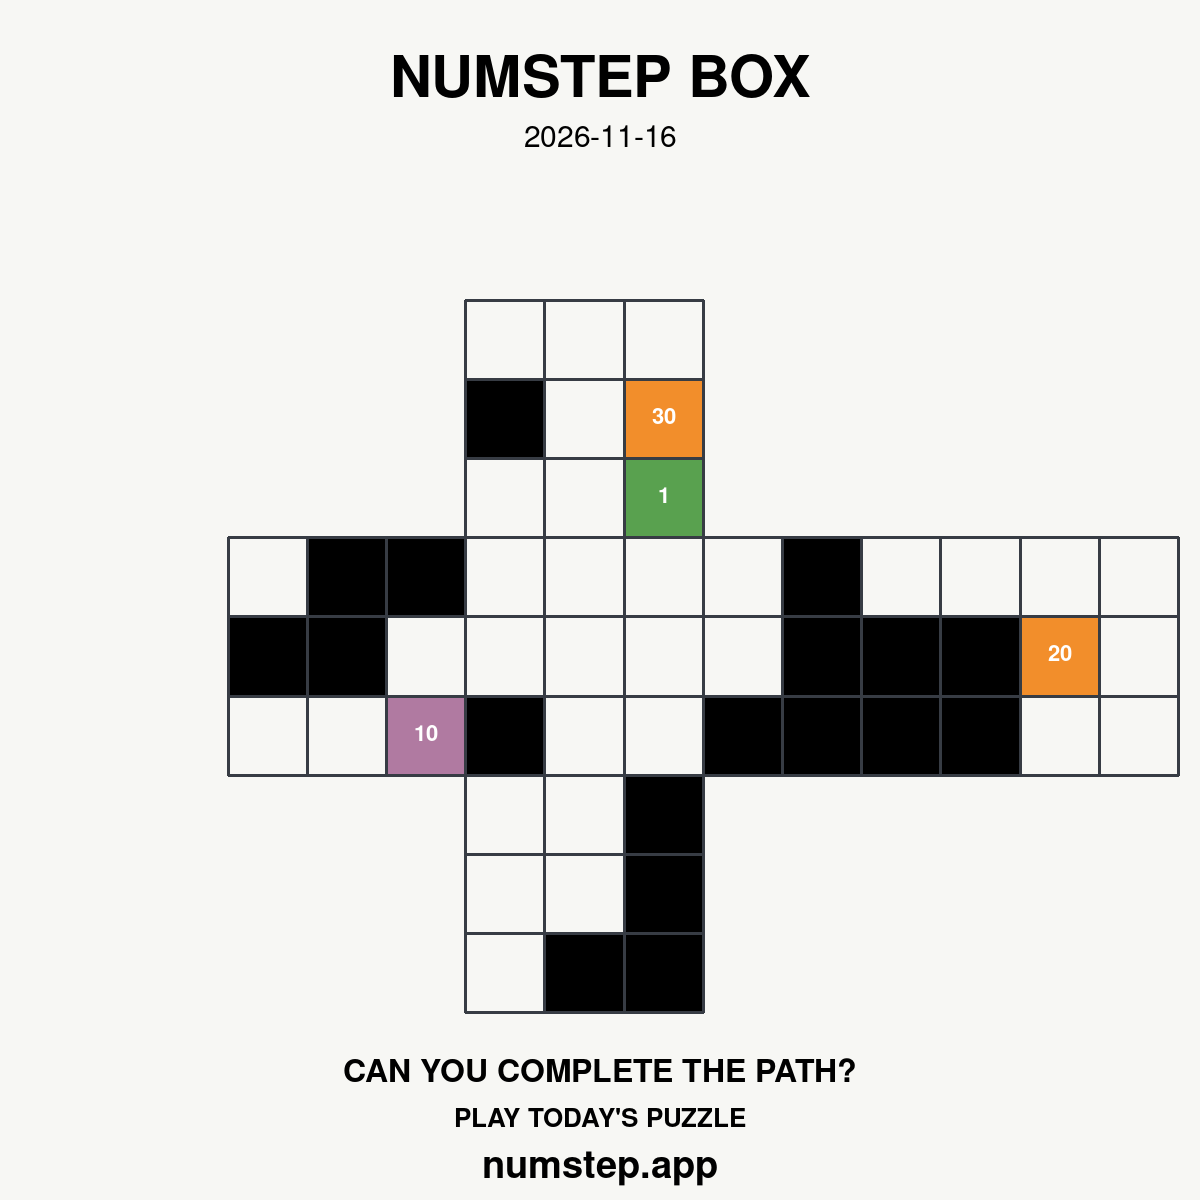 NUMSTEP BOX
2026-11-16
30
1
20
10
CAN YOU COMPLETE THE PATH?
PLAY TODAY'S PUZZLE
numstep.app